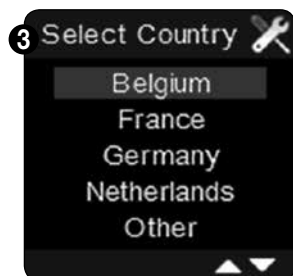 3 Select Country
Belgium
France
Germany
Netherlands
Other